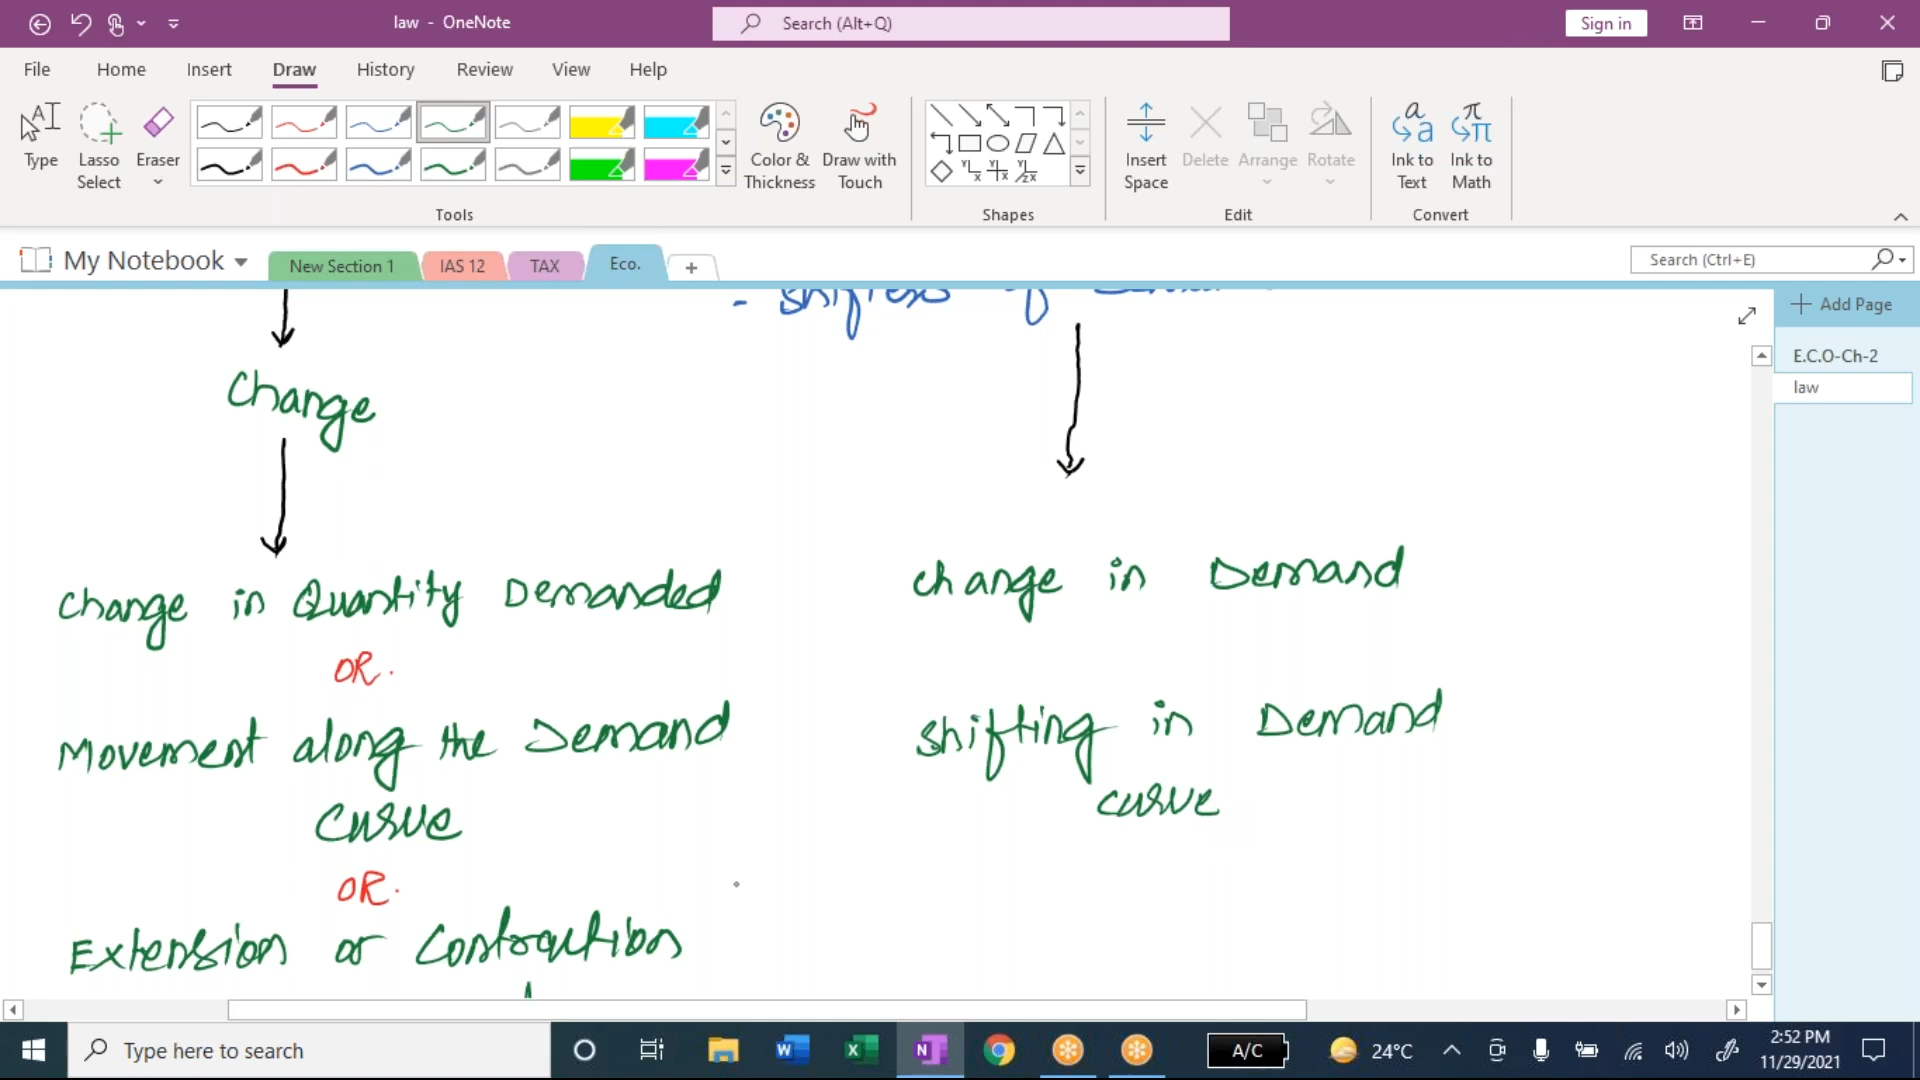 law - OneNote
Search (Alt+Q)
Sign in
File Home Insert Draw History Review View Help
Type
Lasso Select
Eraser
Color & Thickness
Draw with Touch
Insert Space
Delete
Arrange
Rotate
Ink to Text
Ink to Math
Tools
Shapes
Edit
Convert
My Notebook
New Section 1
IAS 12
TAX
Eco.
Search (Ctrl+E)
Add Page
E.C.O-Ch-2
law
- Shifters of
Change
Change in Quantity Demanded
OR.
Movement along the Demand
Curve
OR.
Extension or Contraction
Change in Demand
Shifting in Demand
Curve
Type here to search
A/C
24°C
2:52 PM
11/29/2021